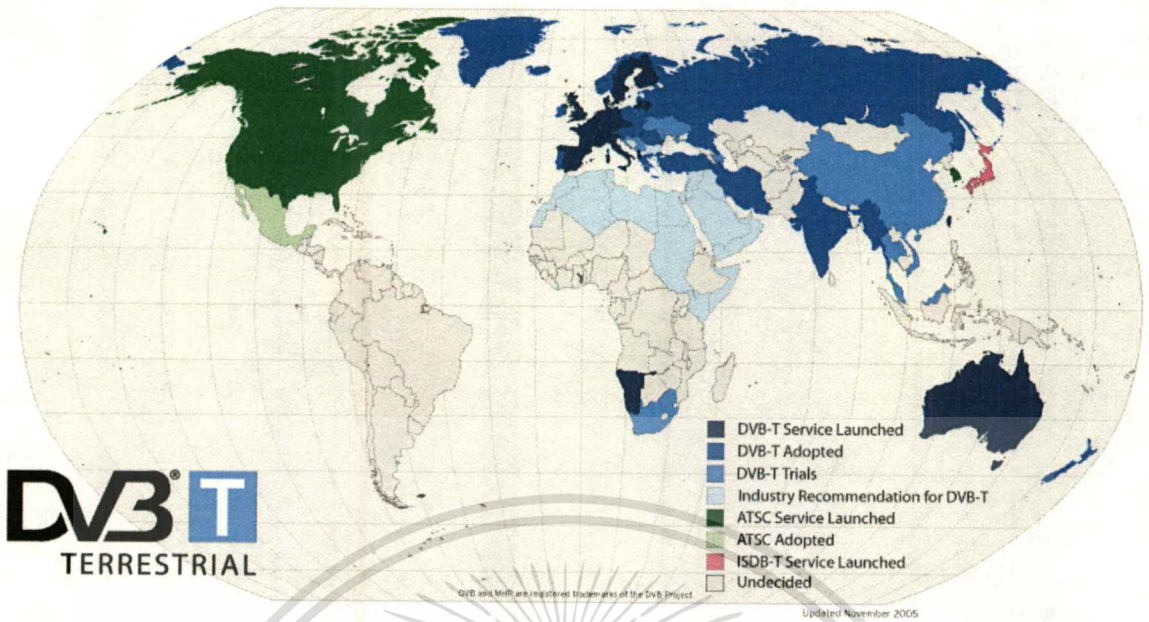 DVB-T Service Launched
DVB-T Adopted
DVB-T Trials
Industry Recommendation for DVB-T
ATSC Service Launched
ATSC Adopted
ISDB-T Service Launched
Undecided
DVB® T
TERRESTRIAL
DVB and MHP are registered trademarks of the DVB Project
Updated November 2005